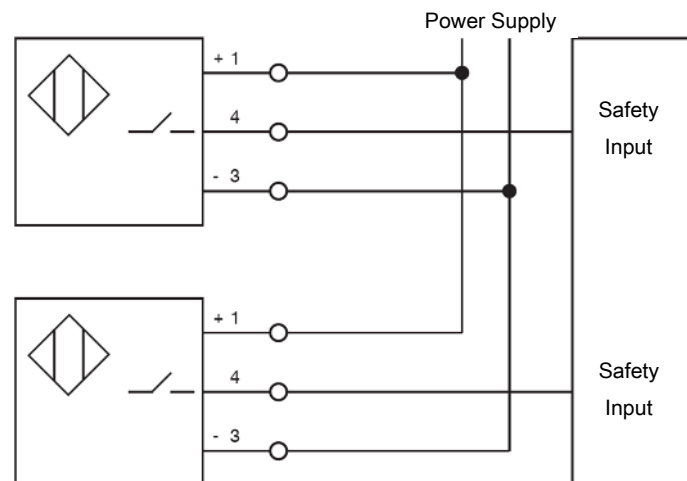 Power Supply
+ 1
4
- 3
Safety
Input
+ 1
4
- 3
Safety
Input